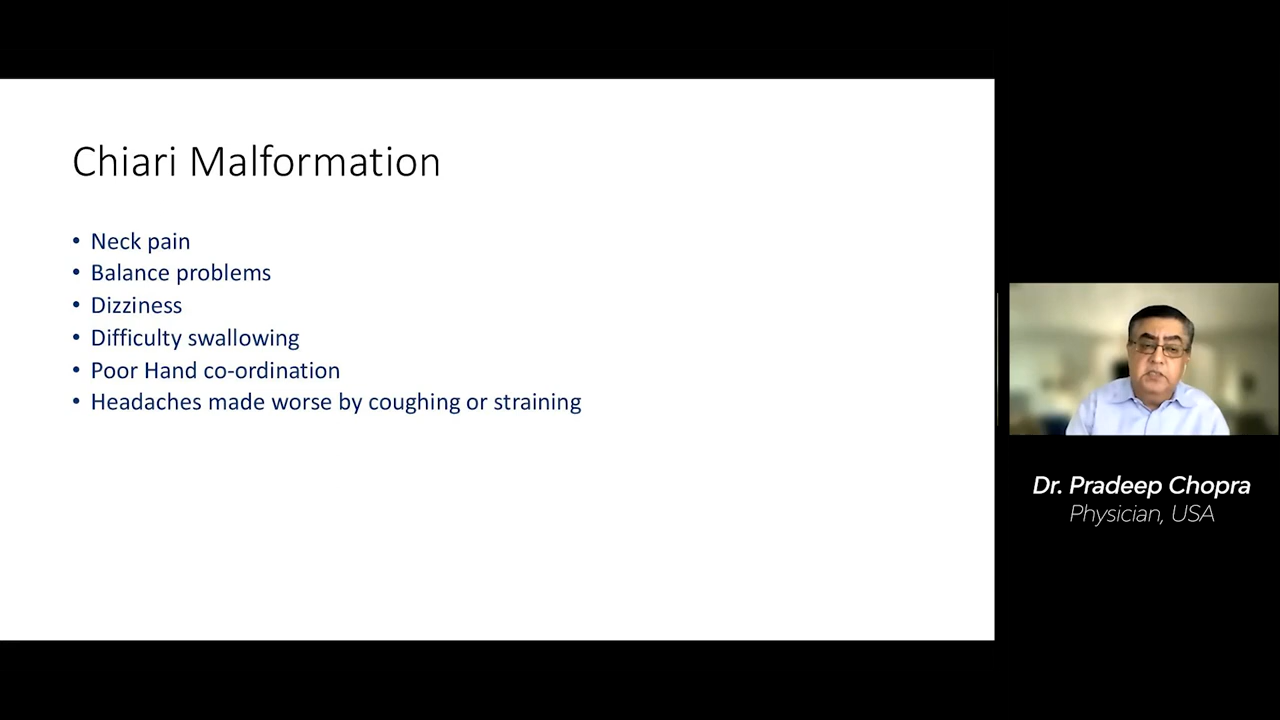 Chiari Malformation
• Neck pain
• Balance problems
• Dizziness
• Difficulty swallowing
• Poor Hand co-ordination
• Headaches made worse by coughing or straining
Dr. Pradeep Chopra
Physician, USA